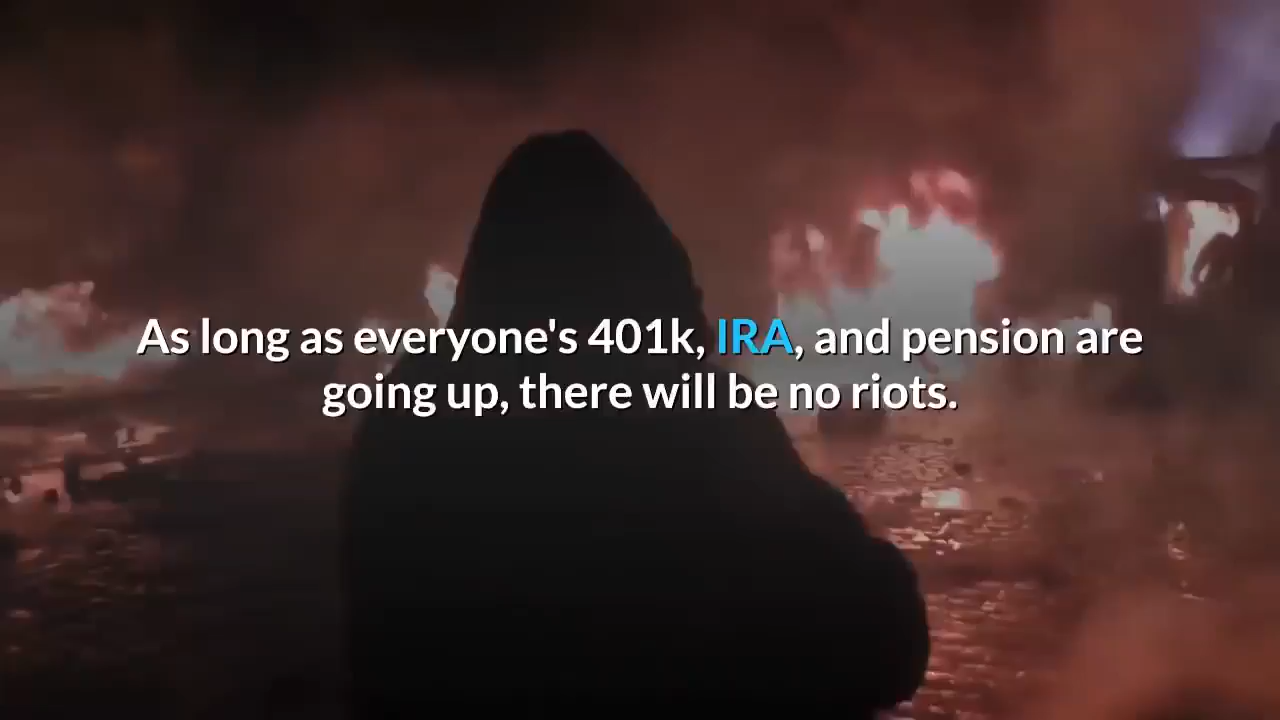 As long as everyone's 401k, IRA, and pension are
going up, there will be no riots.